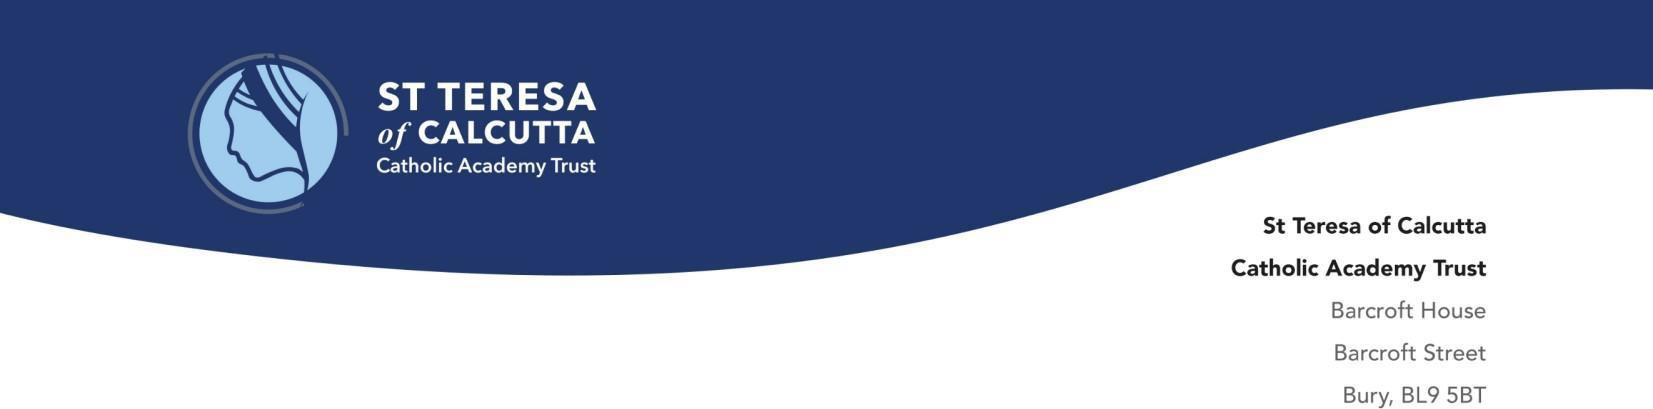 ST TERESA
of CALCUTTA
Catholic Academy Trust
St Teresa of Calcutta
Catholic Academy Trust
Barcroft House
Barcroft Street
Bury, BL9 5BT